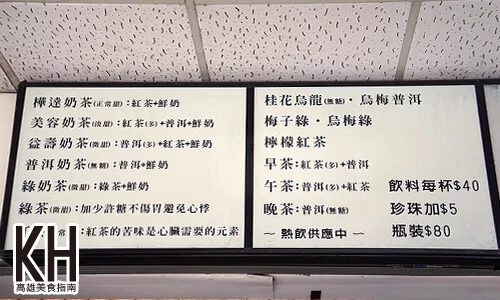 樺達奶茶(正常甜):紅茶+鮮奶
美容奶茶(微甜):紅茶(多)+普洱+鮮奶
益壽奶茶(微甜):普洱(多)+紅茶+鮮奶
普洱奶茶(無糖):普洱+鮮奶
綠奶茶(微甜):綠茶+鮮奶
綠茶(微甜):加少許糖不傷胃避免心悸
常:紅茶的苦味是心臟需要的元素
桂花烏龍(無糖)・烏梅普洱
梅子綠・烏梅綠
檸檬紅茶
早茶:紅茶(多)+普洱
午茶:普洱(多)+紅茶 飲料每杯$40
晚茶:普洱(無糖) 珍珠加$5
~熱飲供應中~ 瓶裝$80
KH
高雄美食指南